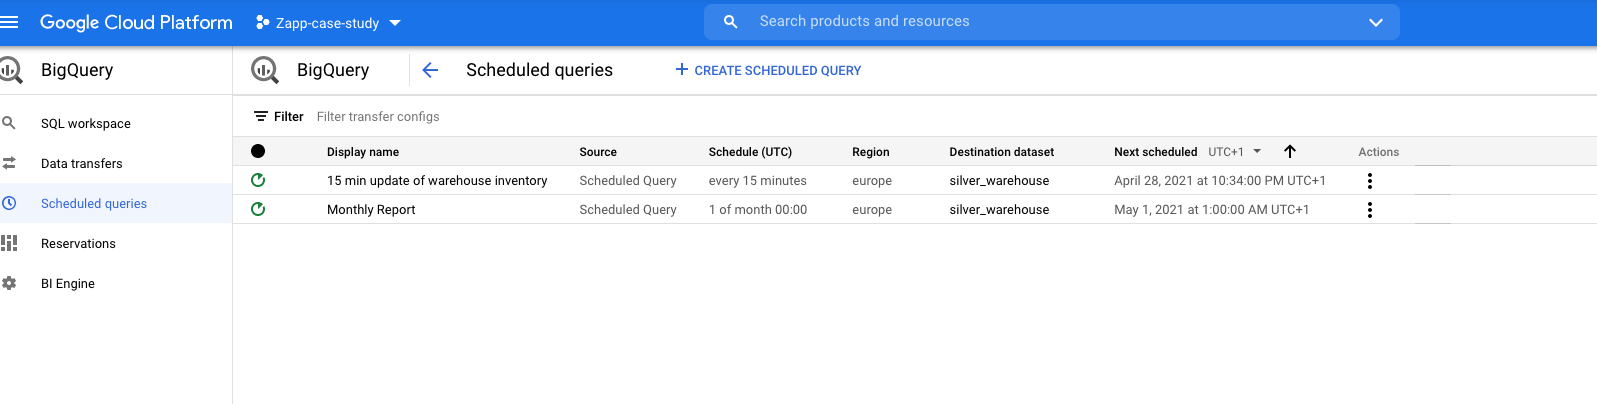 Google Cloud Platform Zapp-case-study Search products and resources
BigQuery
BigQuery Scheduled queries CREATE SCHEDULED QUERY
SQL workspace
Data transfers
Scheduled queries
Reservations
BI Engine
Filter Filter transfer configs
Display name Source Schedule (UTC) Region Destination dataset Next scheduled UTC+1 Actions
15 min update of warehouse inventory Scheduled Query every 15 minutes europe silver_warehouse April 28, 2021 at 10:34:00 PM UTC+1
Monthly Report Scheduled Query 1 of month 00:00 europe silver_warehouse May 1, 2021 at 1:00:00 AM UTC+1